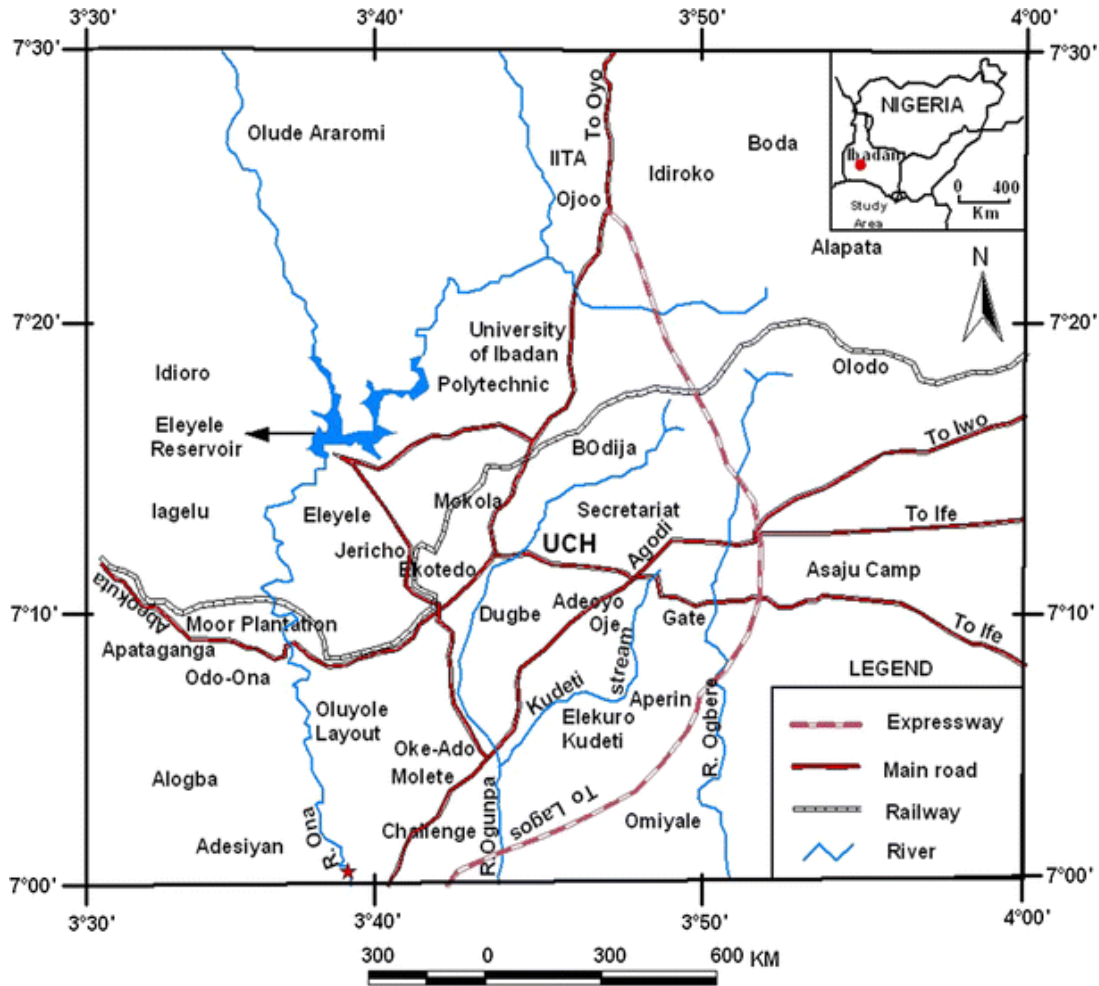 3°30'
3°40'
3°50'
4°00'
7°30'
7°30'
To Oyo
NIGERIA
Ibadan
0 400
Km
Study
Area
Olude Araromi
IITA
Boda
Idiroko
Ojoo
Alapata
N
7°20'
7°20'
University
of Ibadan
Polytechnic
Idioro
Olodo
Eleyele
Reservoir
BOdija
To Iwo
Mokola
Iagelu
Eleyele
Secretariat
To Ife
Jericho
UCH
Agodi
Ekotedo
Asaju Camp
Abeokuta
7°10'
7°10'
Moor Plantation
Dugbe
Adeoyo
Oje
Gate
To Ife
Apataganga
Odo-Ona
stream
Kudeti
Aperin
LEGEND
Oluyole
Layout
Elekuro
Kudeti
R. Ogbere
Expressway
Oke-Ado
Molete
Main road
Alogba
R. Ogunpa
To Lagos
Railway
Challenge
Omiyale
Adesiyan
R. Ona
River
7°00'
7°00'
3°30'
3°40'
3°50'
4°00'
300 0 300 600 KM